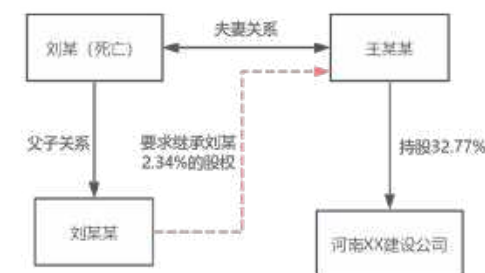 夫妻关系
刘某（死亡）
王某某
父子关系
要求继承刘某
2.34%的股权
持股32.77%
刘某某
河南XX建设公司